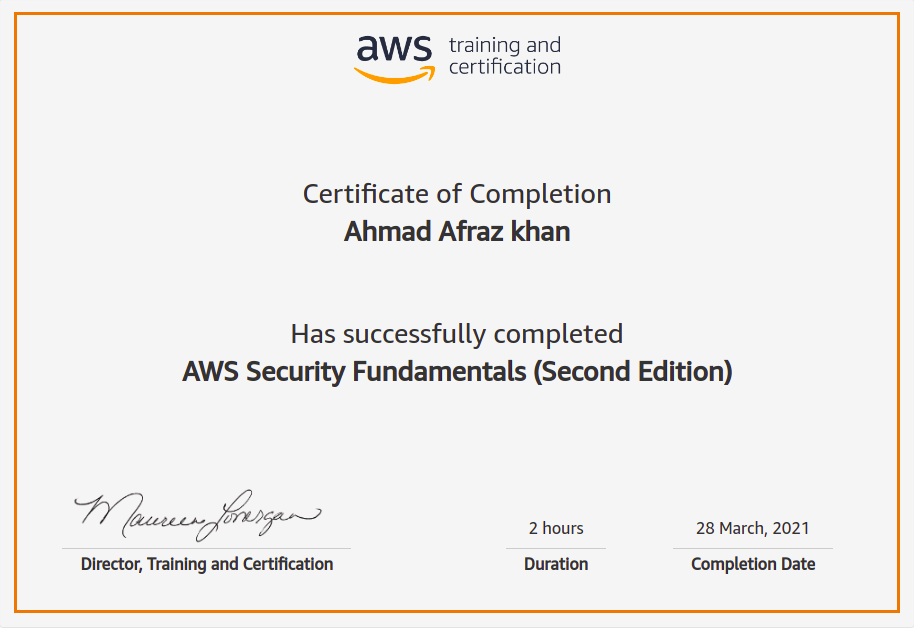 aws training and
certification
Certificate of Completion
Ahmad Afraz khan
Has successfully completed
AWS Security Fundamentals (Second Edition)
Maureen Lonergan
2 hours
28 March, 2021
Director, Training and Certification
Duration
Completion Date